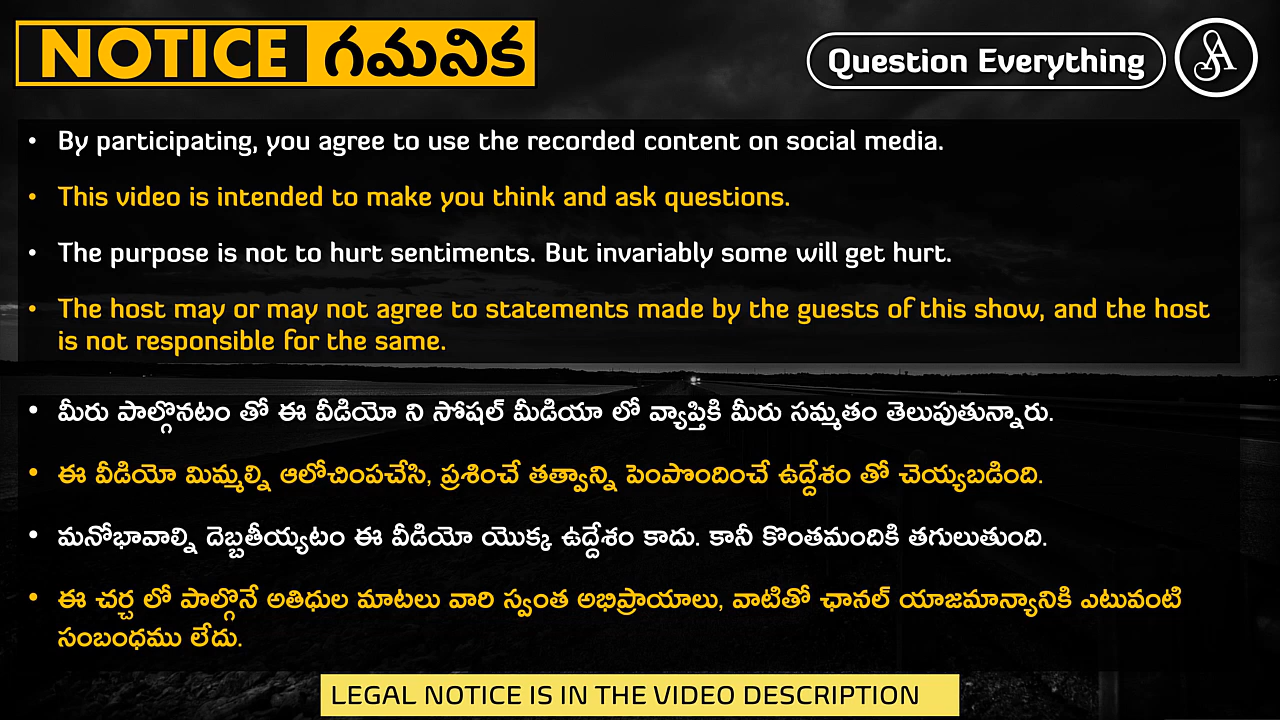 NOTICE గమనిక
Question Everything
• By participating, you agree to use the recorded content on social media.
• This video is intended to make you think and ask questions.
• The purpose is not to hurt sentiments. But invariably some will get hurt.
• The host may or may not agree to statements made by the guests of this show, and the host
is not responsible for the same.
• మీరు పాల్గొనటం తో ఈ వీడియో ని సోషల్ మీడియా లో వ్యాప్తికి మీరు సమ్మతం తెలుపుతున్నారు.
• ఈ వీడియో మిమ్మల్ని ఆలోచింపచేసి, ప్రశించే తత్వాన్ని పెంపొందించే ఉద్దేశం తో చెయ్యబడింది.
• మనోభావాల్ని దెబ్బతీయ్యటం ఈ వీడియో యొక్క ఉద్దేశం కాదు. కానీ కొంతమందికి తగులుతుంది.
• ఈ చర్చ లో పాల్గొనే అతిధుల మాటలు వారి స్వంత అభిప్రాయాలు, వాటితో ఛానల్ యాజమాన్యానికి ఎటువంటి
సంబంధము లేదు.
LEGAL NOTICE IS IN THE VIDEO DESCRIPTION